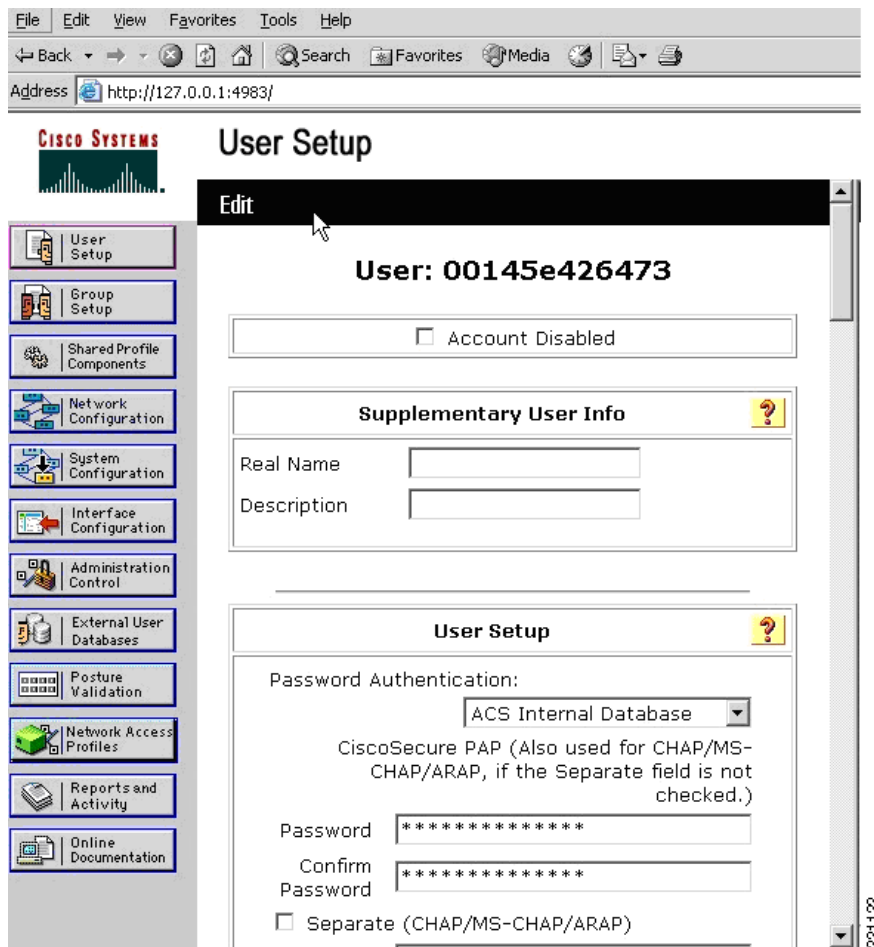 File Edit View Favorites Tools Help
Back Search Favorites Media
Address http://127.0.0.1:4983/
CISCO SYSTEMS
User Setup
Edit
User Setup
Group Setup
Shared Profile Components
Network Configuration
System Configuration
Interface Configuration
Administration Control
External User Databases
Posture Validation
Network Access Profiles
Reports and Activity
Online Documentation
User: 00145e426473
Account Disabled
Supplementary User Info ?
Real Name
Description
User Setup ?
Password Authentication:
ACS Internal Database
CiscoSecure PAP (Also used for CHAP/MS-
CHAP/ARAP, if the Separate field is not
checked.)
Password **************
Confirm
Password **************
Separate (CHAP/MS-CHAP/ARAP)